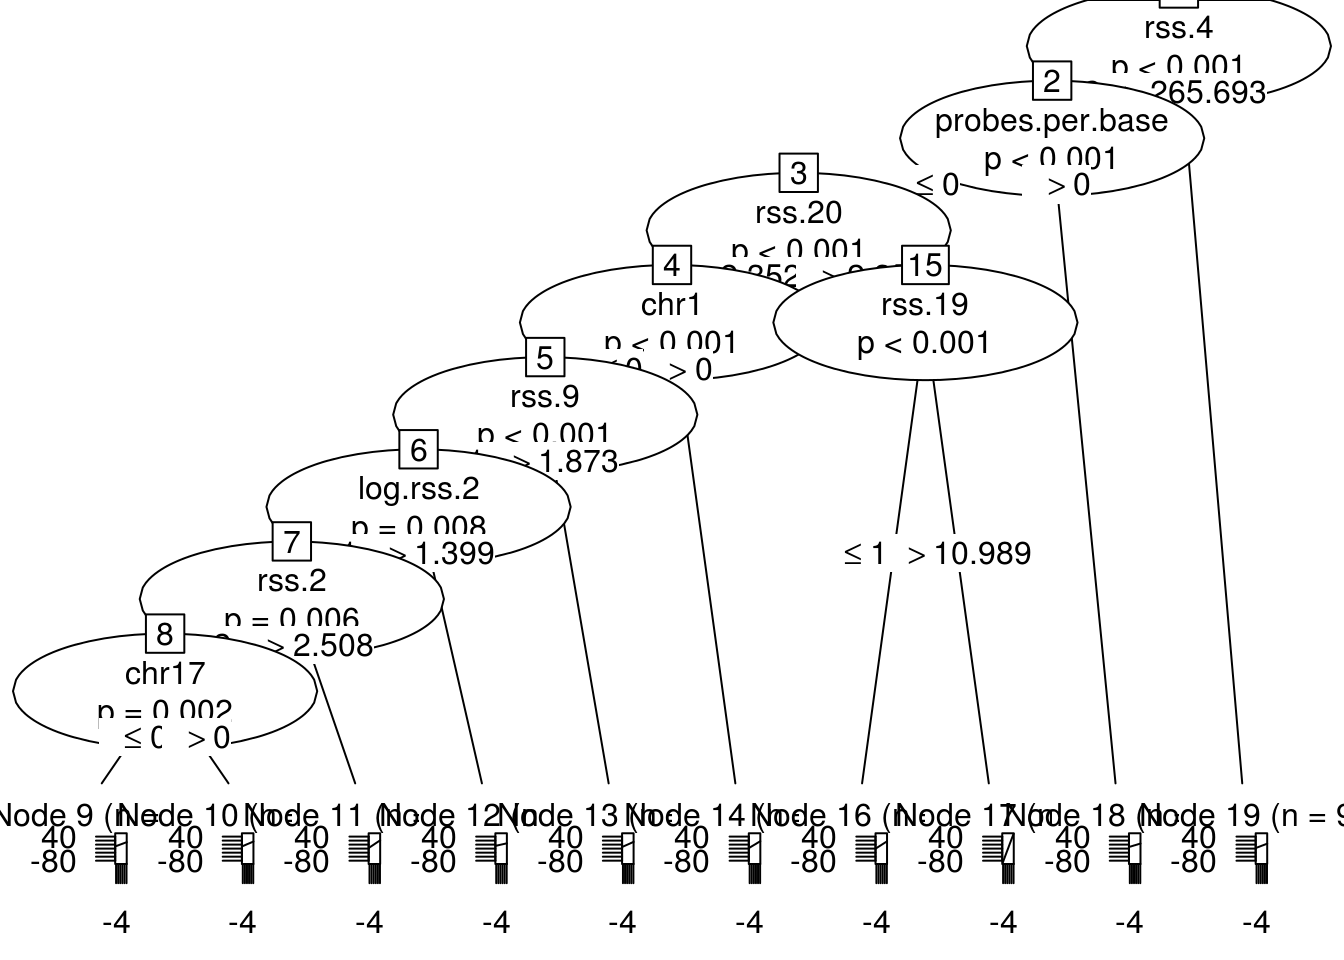 rss.4
p < 0.001
265.693
2
probes.per.base
p < 0.001
≤ 0 > 0
3
rss.20
p < 0.001
4
chr1
p < 0.001
> 0
15
rss.19
p < 0.001
5
rss.9
p < 0.001
> 1.873
6
log.rss.2
p = 0.008
> 1.399
≤ 1 > 10.989
7
rss.2
p = 0.006
> 2.508
8
chr17
p = 0.002
≤ 0 > 0
Node 9 (n = Node 10 (n Node 11 (n Node 12 (n Node 13 (n Node 14 (n Node 16 (n Node 17 (n Node 18 (n Node 19 (n = 9
40 40 40 40 40 40 40 40 40 40
-80 -80 -80 -80 -80 -80 -80 -80 -80 -80
-4 -4 -4 -4 -4 -4 -4 -4 -4 -4